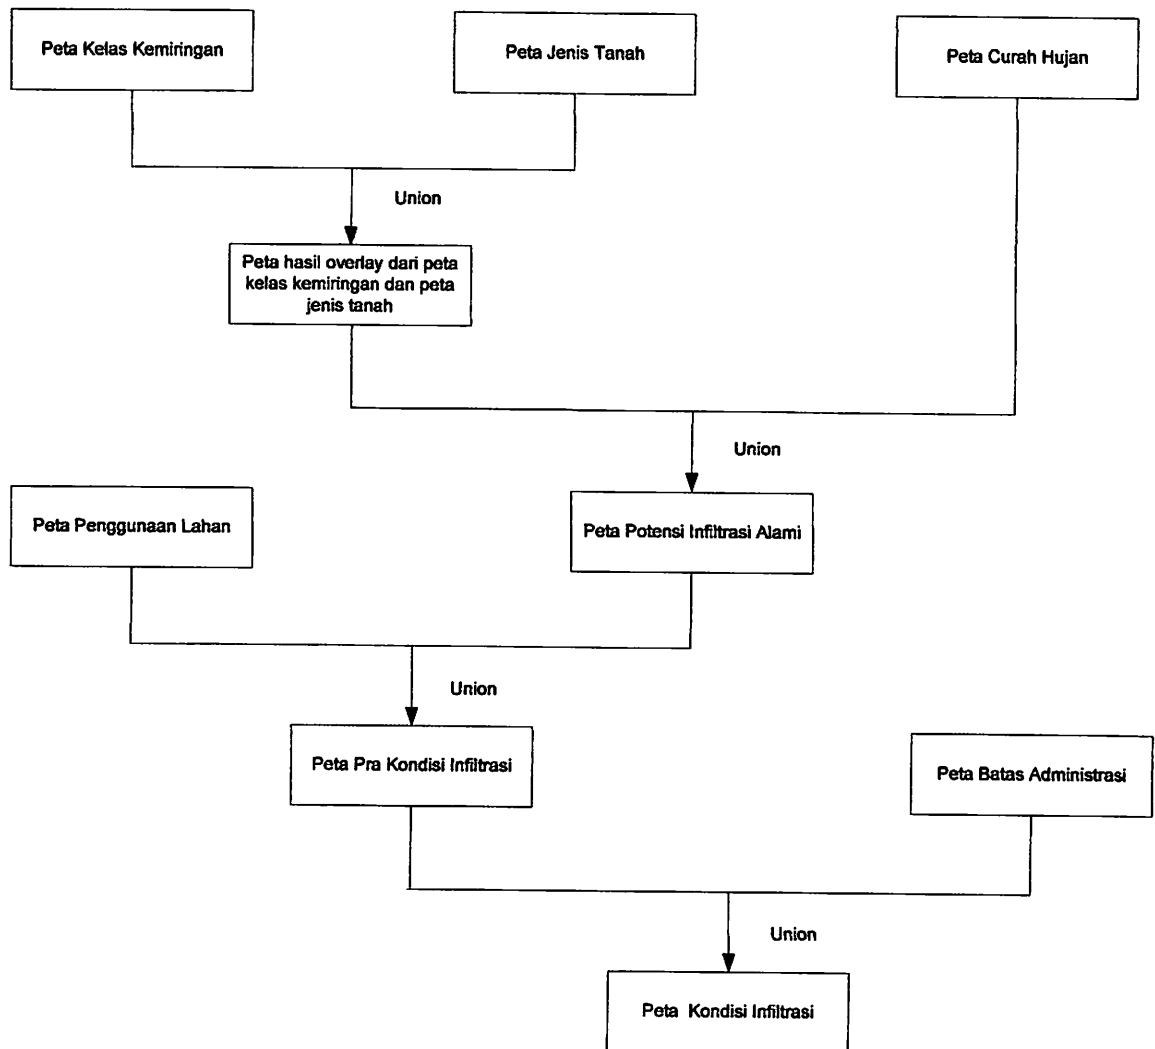 Peta Kelas Kemiringan
Peta Jenis Tanah
Peta Curah Hujan
Union
Peta hasil overlay dari peta
kelas kemiringan dan peta
jenis tanah
Union
Peta Penggunaan Lahan
Peta Potensi Infiltrasi Alami
Union
Peta Pra Kondisi Infiltrasi
Peta Batas Administrasi
Union
Peta Kondisi Infiltrasi